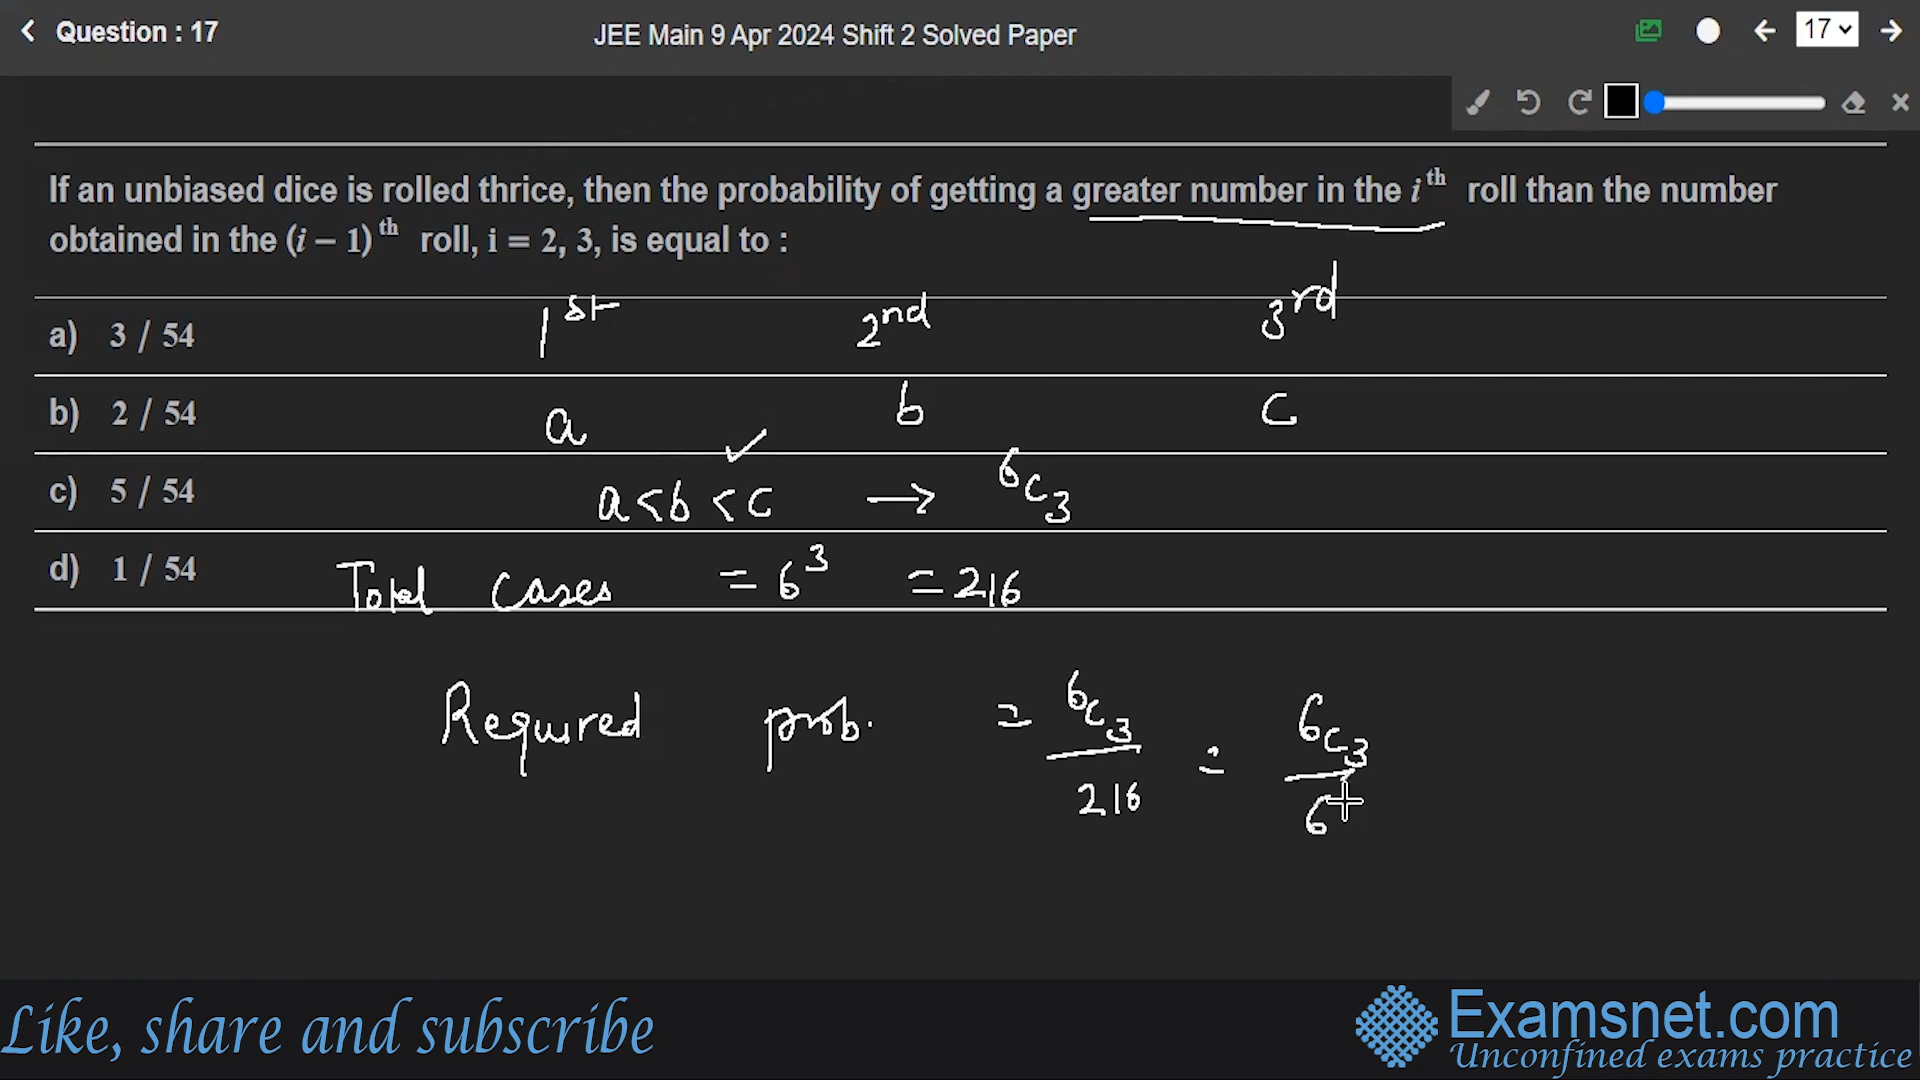 Question : 17
JEE Main 9 Apr 2024 Shift 2 Solved Paper
17
If an unbiased dice is rolled thrice, then the probability of getting a greater number in the i^th roll than the number
obtained in the (i − 1)^th roll, i = 2, 3, is equal to :
1st 2nd 3rd
a) 3 / 54
b) 2 / 54
a b c
c) 5 / 54
a < b < c → ⁶C₃
d) 1 / 54
Total cases = 6³ = 216
Required prob. = ⁶C₃ / 216 = ⁶C₃ / 6
Like, share and subscribe
Examsnet.com
Unconfined exams practice